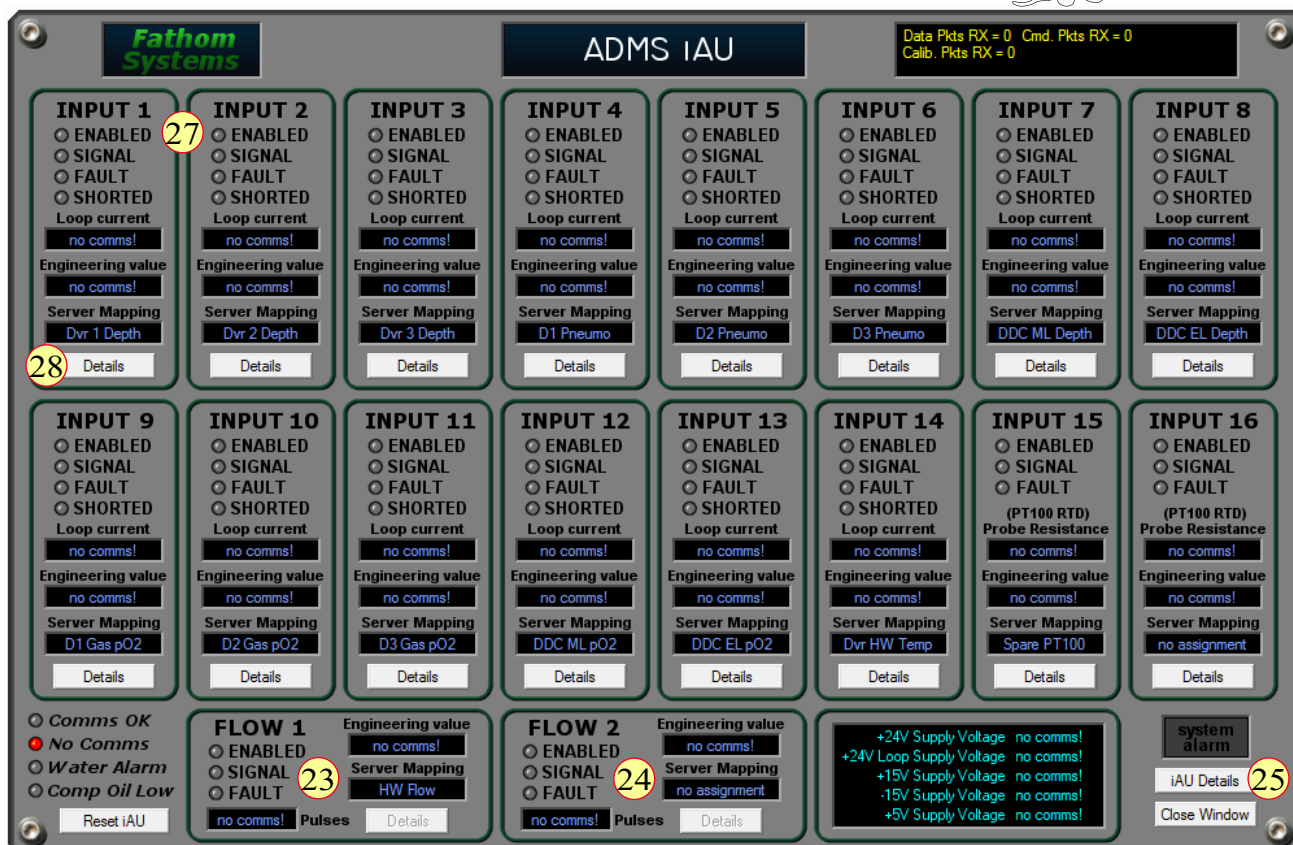 Fathom
Systems
ADMS iAU
Data Pkts RX = 0 Cmd. Pkts RX = 0
Calib. Pkts RX = 0
INPUT 1
ENABLED
SIGNAL
FAULT
SHORTED
Loop current
no comms!
Engineering value
no comms!
Server Mapping
Dvr 1 Depth
28
Details
27
INPUT 2
ENABLED
SIGNAL
FAULT
SHORTED
Loop current
no comms!
Engineering value
no comms!
Server Mapping
Dvr 2 Depth
Details
INPUT 3
ENABLED
SIGNAL
FAULT
SHORTED
Loop current
no comms!
Engineering value
no comms!
Server Mapping
Dvr 3 Depth
Details
INPUT 4
ENABLED
SIGNAL
FAULT
SHORTED
Loop current
no comms!
Engineering value
no comms!
Server Mapping
D1 Pneumo
Details
INPUT 5
ENABLED
SIGNAL
FAULT
SHORTED
Loop current
no comms!
Engineering value
no comms!
Server Mapping
D2 Pneumo
Details
INPUT 6
ENABLED
SIGNAL
FAULT
SHORTED
Loop current
no comms!
Engineering value
no comms!
Server Mapping
D3 Pneumo
Details
INPUT 7
ENABLED
SIGNAL
FAULT
SHORTED
Loop current
no comms!
Engineering value
no comms!
Server Mapping
DDC ML Depth
Details
INPUT 8
ENABLED
SIGNAL
FAULT
SHORTED
Loop current
no comms!
Engineering value
no comms!
Server Mapping
DDC EL Depth
Details
INPUT 9
ENABLED
SIGNAL
FAULT
SHORTED
Loop current
no comms!
Engineering value
no comms!
Server Mapping
D1 Gas pO2
Details
INPUT 10
ENABLED
SIGNAL
FAULT
SHORTED
Loop current
no comms!
Engineering value
no comms!
Server Mapping
D2 Gas pO2
Details
INPUT 11
ENABLED
SIGNAL
FAULT
SHORTED
Loop current
no comms!
Engineering value
no comms!
Server Mapping
D3 Gas pO2
Details
INPUT 12
ENABLED
SIGNAL
FAULT
SHORTED
Loop current
no comms!
Engineering value
no comms!
Server Mapping
DDC ML pO2
Details
INPUT 13
ENABLED
SIGNAL
FAULT
SHORTED
Loop current
no comms!
Engineering value
no comms!
Server Mapping
DDC EL pO2
Details
INPUT 14
ENABLED
SIGNAL
FAULT
SHORTED
Loop current
no comms!
Engineering value
no comms!
Server Mapping
Dvr HW Temp
Details
INPUT 15
ENABLED
SIGNAL
FAULT
(PT100 RTD)
Probe Resistance
no comms!
Engineering value
no comms!
Server Mapping
Spare PT100
Details
INPUT 16
ENABLED
SIGNAL
FAULT
(PT100 RTD)
Probe Resistance
no comms!
Engineering value
no comms!
Server Mapping
no assignment
Details
Comms OK
No Comms
Water Alarm
Comp Oil Low
Reset iAU
FLOW 1
ENABLED
SIGNAL
FAULT
23
no comms! Pulses
Engineering value
no comms!
Server Mapping
HW Flow
Details
FLOW 2
ENABLED
SIGNAL
FAULT
24
no comms! Pulses
Engineering value
no comms!
Server Mapping
no assignment
Details
+24V Supply Voltage no comms!
+24V Loop Supply Voltage no comms!
+15V Supply Voltage no comms!
-15V Supply Voltage no comms!
+5V Supply Voltage no comms!
system
alarm
iAU Details
25
Close Window